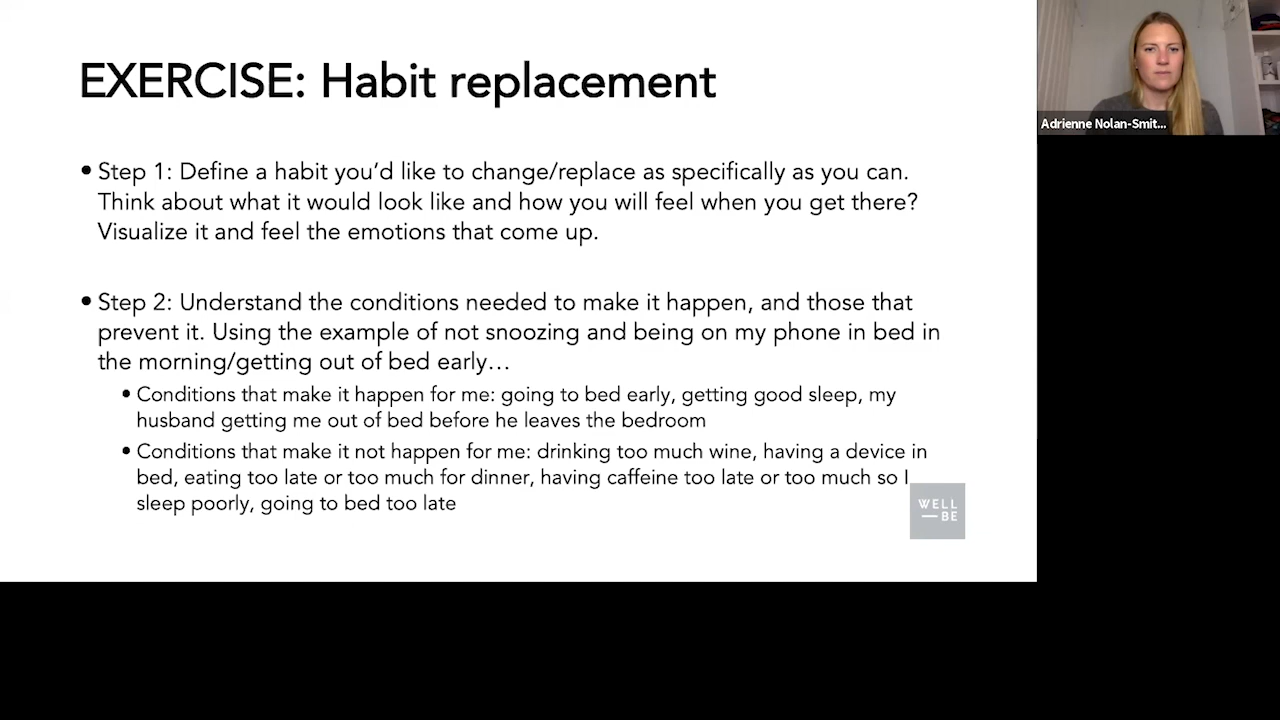 EXERCISE: Habit replacement
• Step 1: Define a habit you’d like to change/replace as specifically as you can.
Think about what it would look like and how you will feel when you get there?
Visualize it and feel the emotions that come up.
• Step 2: Understand the conditions needed to make it happen, and those that
prevent it. Using the example of not snoozing and being on my phone in bed in
the morning/getting out of bed early…
• Conditions that make it happen for me: going to bed early, getting good sleep, my
husband getting me out of bed before he leaves the bedroom
• Conditions that make it not happen for me: drinking too much wine, having a device in
bed, eating too late or too much for dinner, having caffeine too late or too much so I
sleep poorly, going to bed too late
WELL
—BE
Adrienne Nolan-Smit...